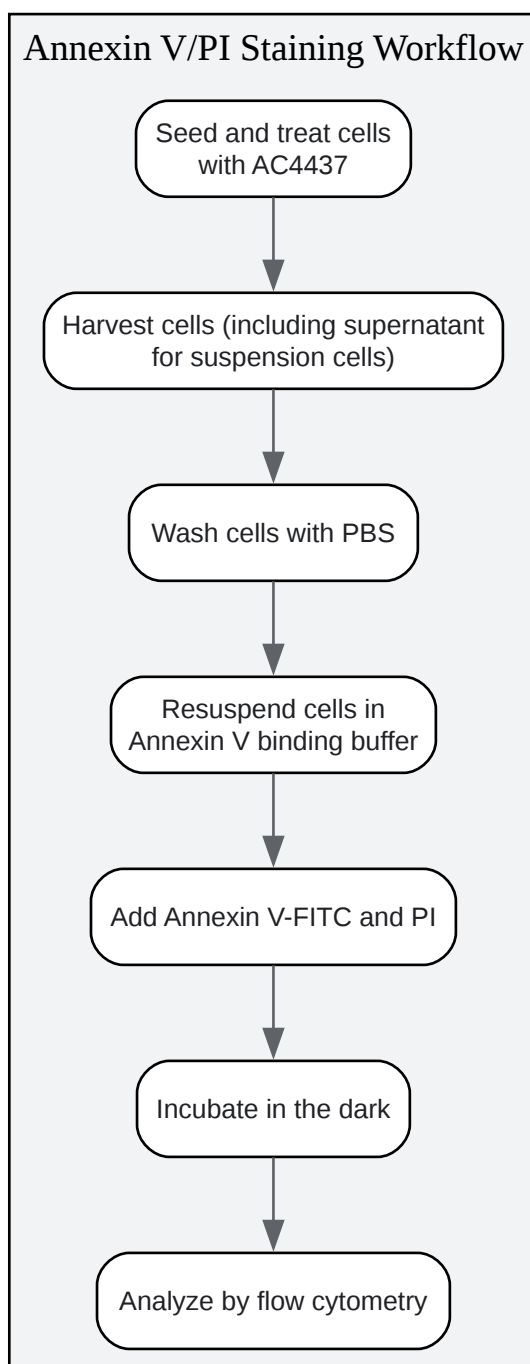 Annexin V/PI Staining Workflow
Seed and treat cells
with AC4437
Harvest cells (including supernatant
for suspension cells)
Wash cells with PBS
Resuspend cells in
Annexin V binding buffer
Add Annexin V-FITC and PI
Incubate in the dark
Analyze by flow cytometry